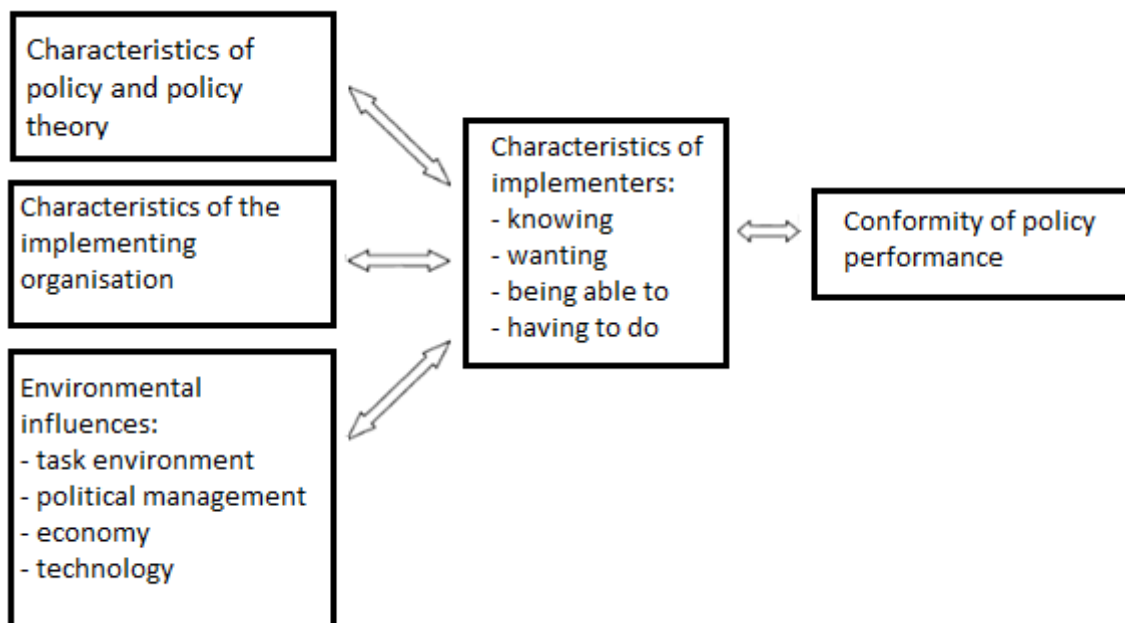 Characteristics of
policy and policy
theory
Characteristics of the
implementing
organisation
Environmental
influences:
- task environment
- political management
- economy
- technology
Characteristics of
implementers:
- knowing
- wanting
- being able to
- having to do
Conformity of policy
performance